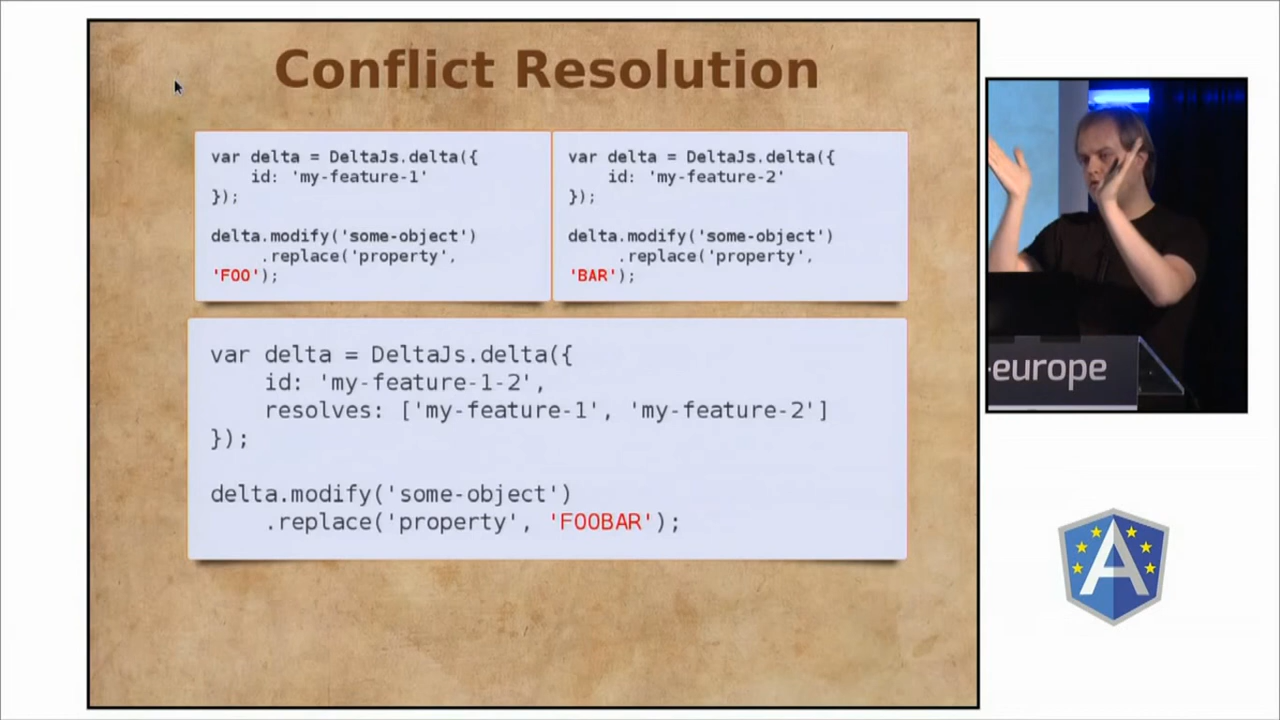 Conflict Resolution
var delta = DeltaJs.delta({
    id: 'my-feature-1'
});
delta.modify('some-object')
    .replace('property',
'FOO');
var delta = DeltaJs.delta({
    id: 'my-feature-2'
});
delta.modify('some-object')
    .replace('property',
'BAR');
var delta = DeltaJs.delta({
    id: 'my-feature-1-2',
    resolves: ['my-feature-1', 'my-feature-2']
});
delta.modify('some-object')
    .replace('property', 'FOOBAR');
-europe
A